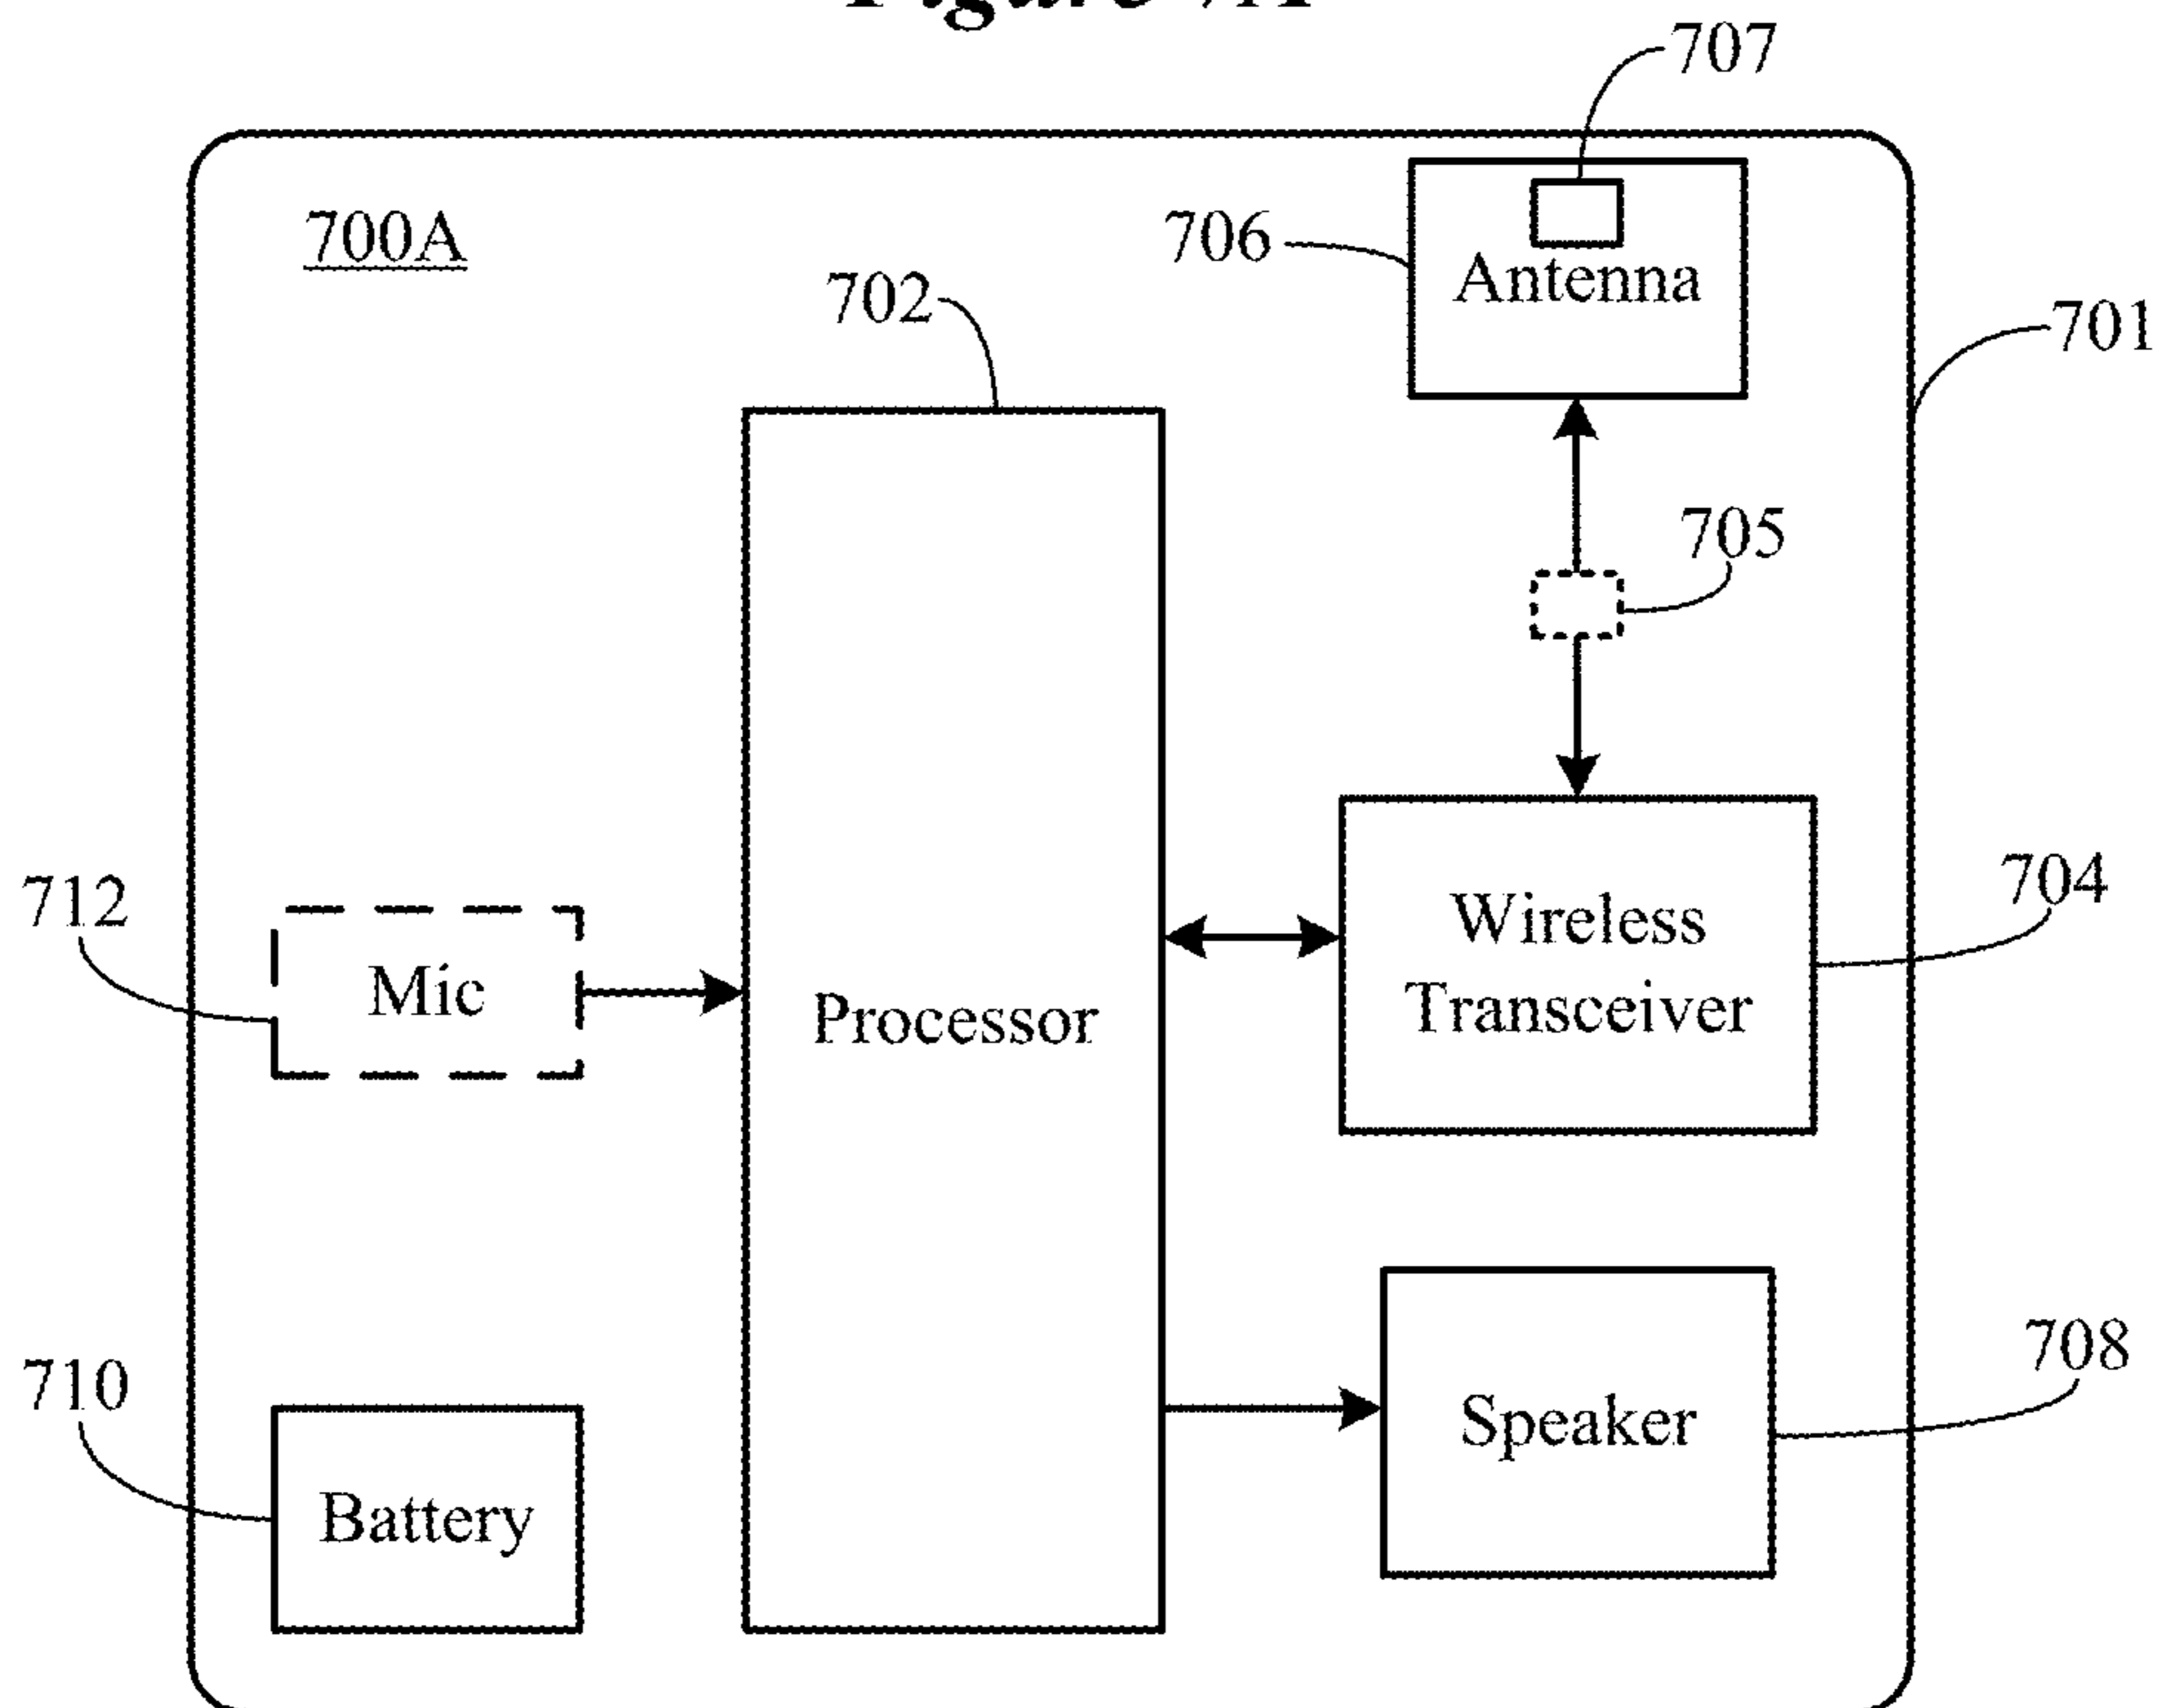 707
700A
706
Antenna
702
701
705
712
Mic
Processor
Wireless
Transceiver
704
710
Battery
Speaker
708